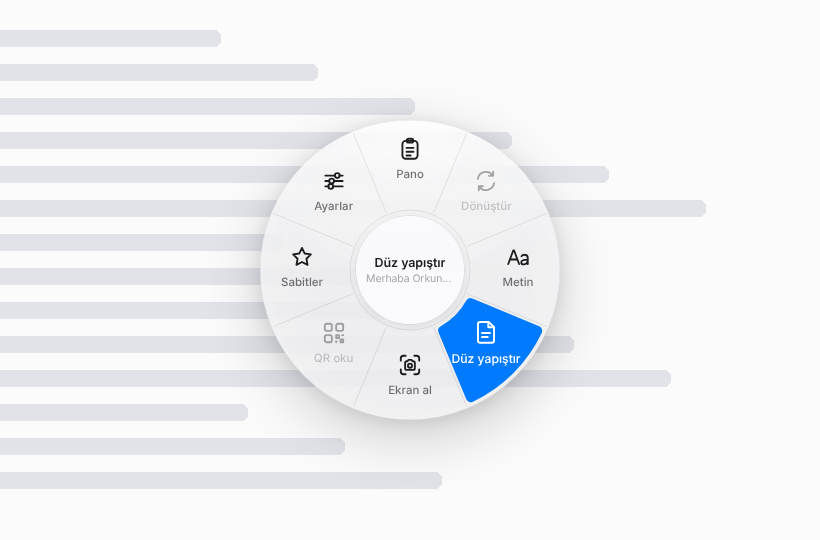 Pano
Ayarlar
Dönüştür
Düz yapıştır
Merhaba Orkun...
Sabitler
Metin
QR oku
Düz yapıştır
Ekran al